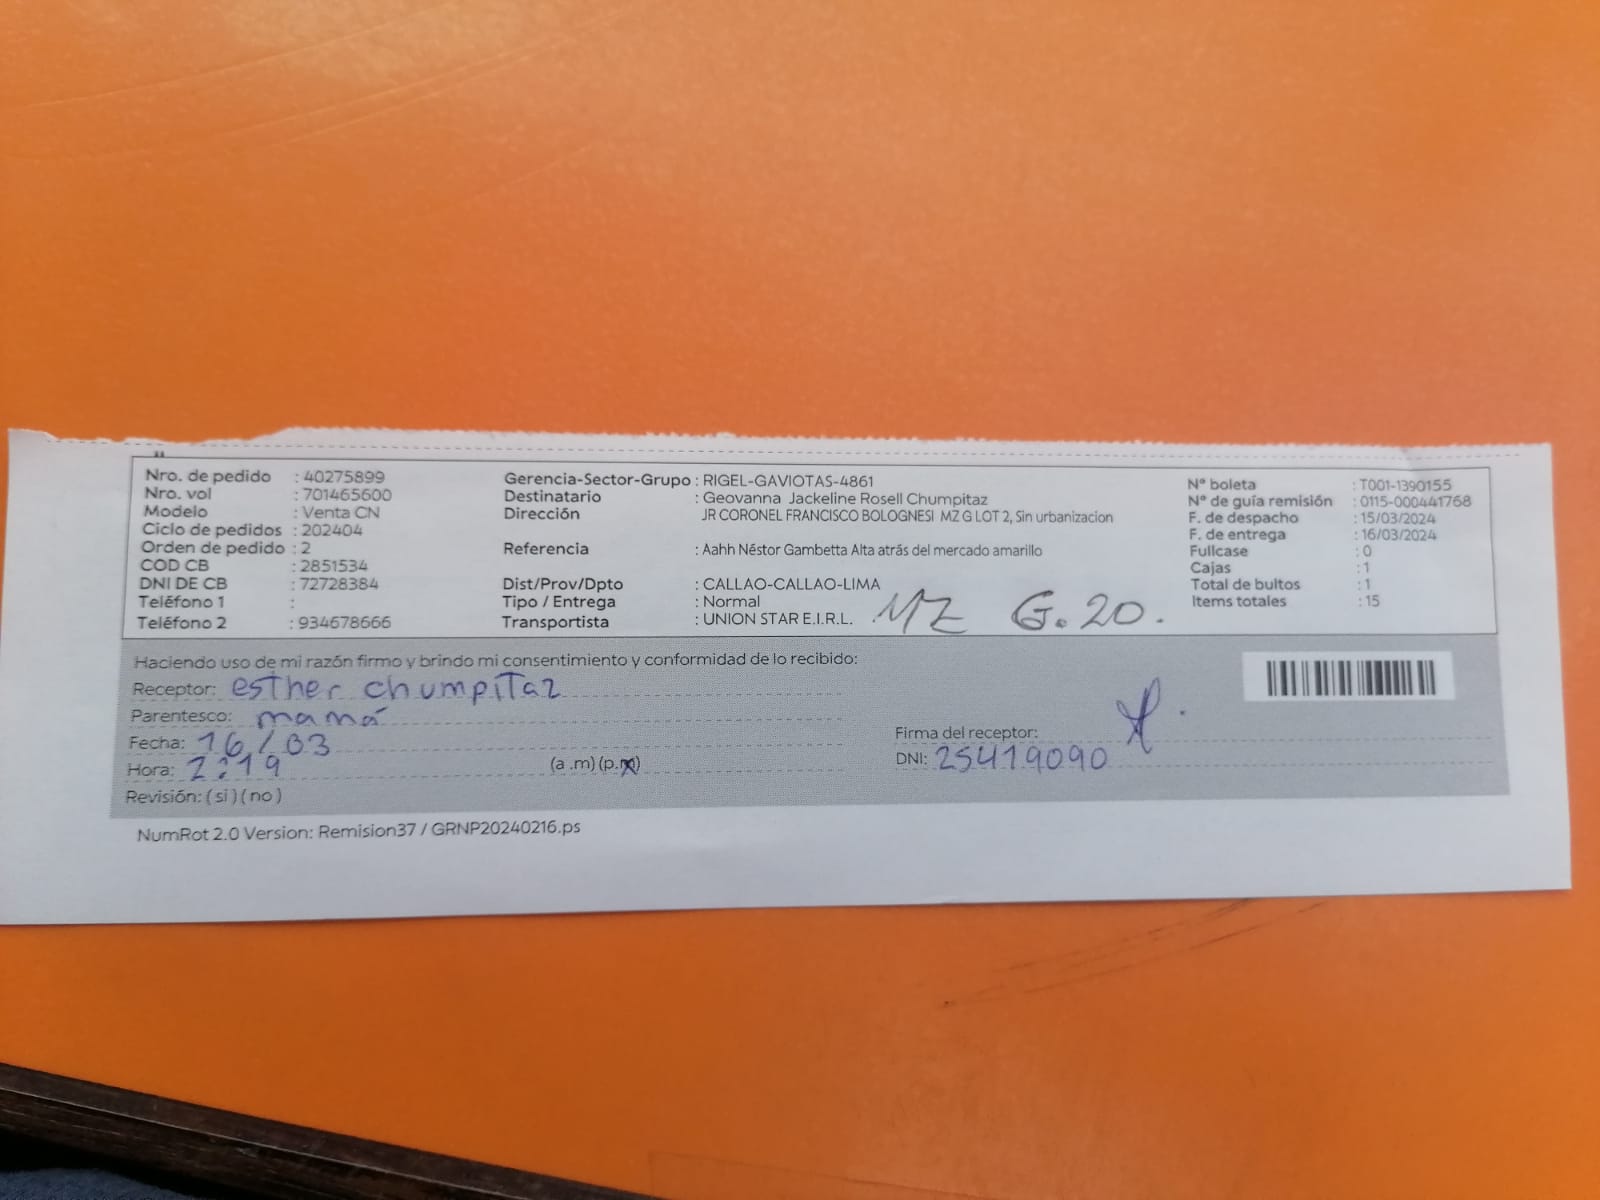 Nro. de pedido : 40275899
Nro. vol : 701465600
Modelo : Venta CN
Ciclo de pedidos : 202404
Orden de pedido : 2
COD CB : 2851534
DNI DE CB : 72728384
Teléfono 1 :
Teléfono 2 : 934678666
Gerencia-Sector-Grupo : RIGEL-GAVIOTAS-4861
Destinatario : Geovanna Jackeline Rosell Chumpitaz
Dirección JR CORONEL FRANCISCO BOLOGNESI MZ G LOT 2, Sin urbanizacion
Referencia : Aahh Néstor Gambetta Alta atrás del mercado amarillo
Dist/Prov/Dpto : CALLAO-CALLAO-LIMA
Tipo / Entrega : Normal
Transportista : UNION STAR E.I.R.L.
MZ G. 20.
Nº boleta : T001-1390155
Nº de guía remisión : 0115-000441768
F. de despacho : 15/03/2024
F. de entrega : 16/03/2024
Fullcase : 0
Cajas : 1
Total de bultos : 1
Items totales : 15
Haciendo uso de mi razón firmo y brindo mi consentimiento y conformidad de lo recibido:
Receptor: esther chumpitaz
Parentesco: mamá
Fecha: 16/03
Hora: 2:19 (a .m) (p.m)
Revisión: ( si ) ( no )
Firma del receptor:
DNI: 25419090
NumRot 2.0 Version: Remision37 / GRNP20240216.ps